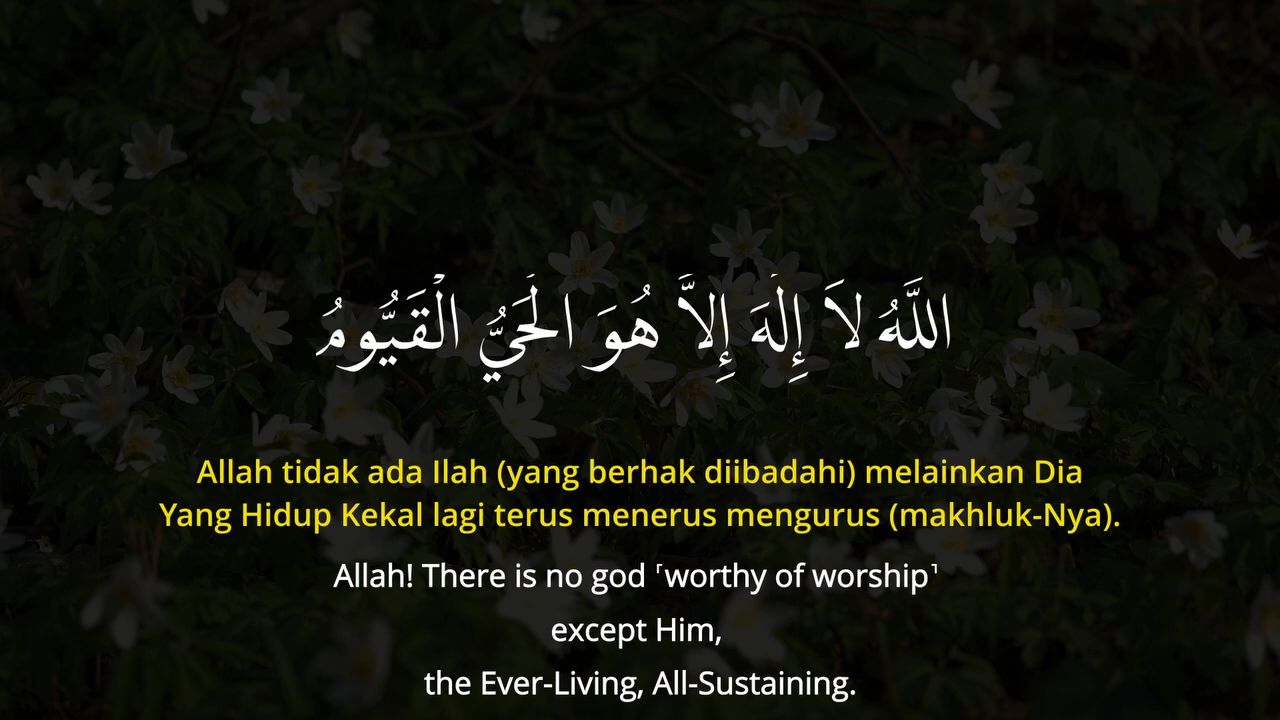 اللَّهُ لاَ إِلَهَ إِلاَّ هُوَ الْحَيُّ الْقَيُّومُ
Allah tidak ada Ilah (yang berhak diibadahi) melainkan Dia
Yang Hidup Kekal lagi terus menerus mengurus (makhluk-Nya).
Allah! There is no god ˹worthy of worship˺
except Him,
the Ever-Living, All-Sustaining.